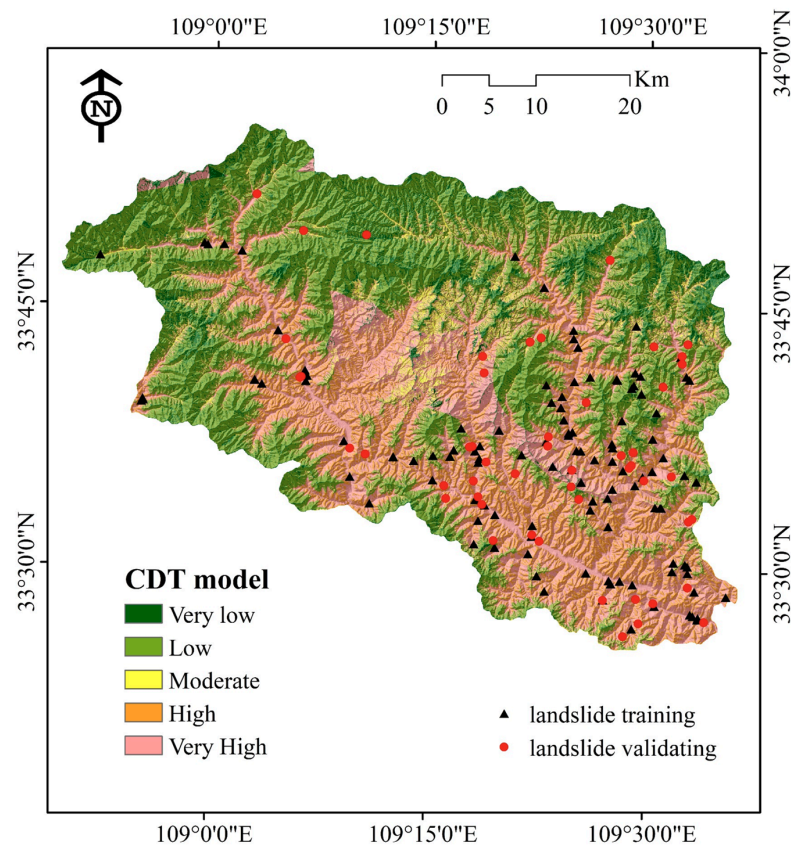 109°0'0"E 109°15'0"E 109°30'0"E
34°0'0"N
N
Km
0 5 10 20
33°45'0"N
33°45'0"N
33°30'0"N
33°30'0"N
CDT model
Very low
Low
Moderate
High
Very High
landslide training
landslide validating
109°0'0"E 109°15'0"E 109°30'0"E